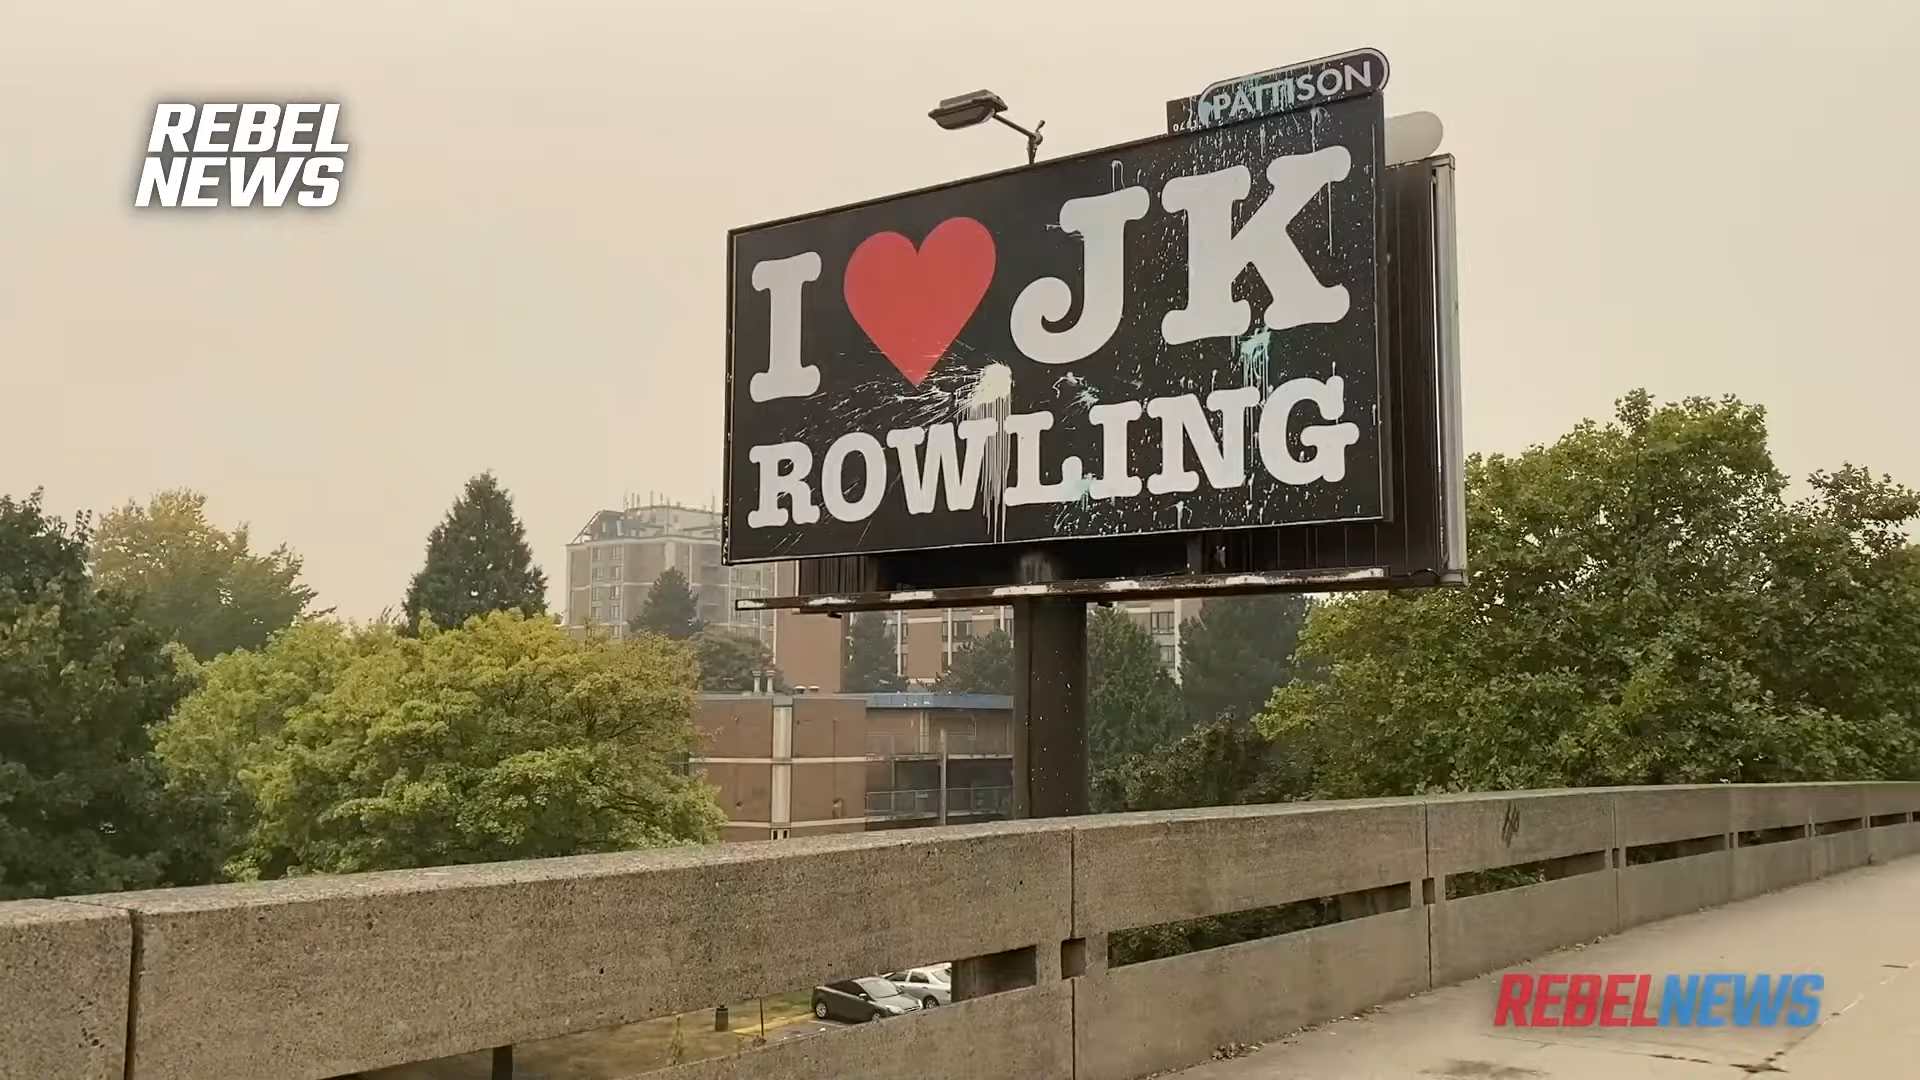 REBEL
NEWS
PATTISON
I ♥ JK
ROWLING
REBELNEWS